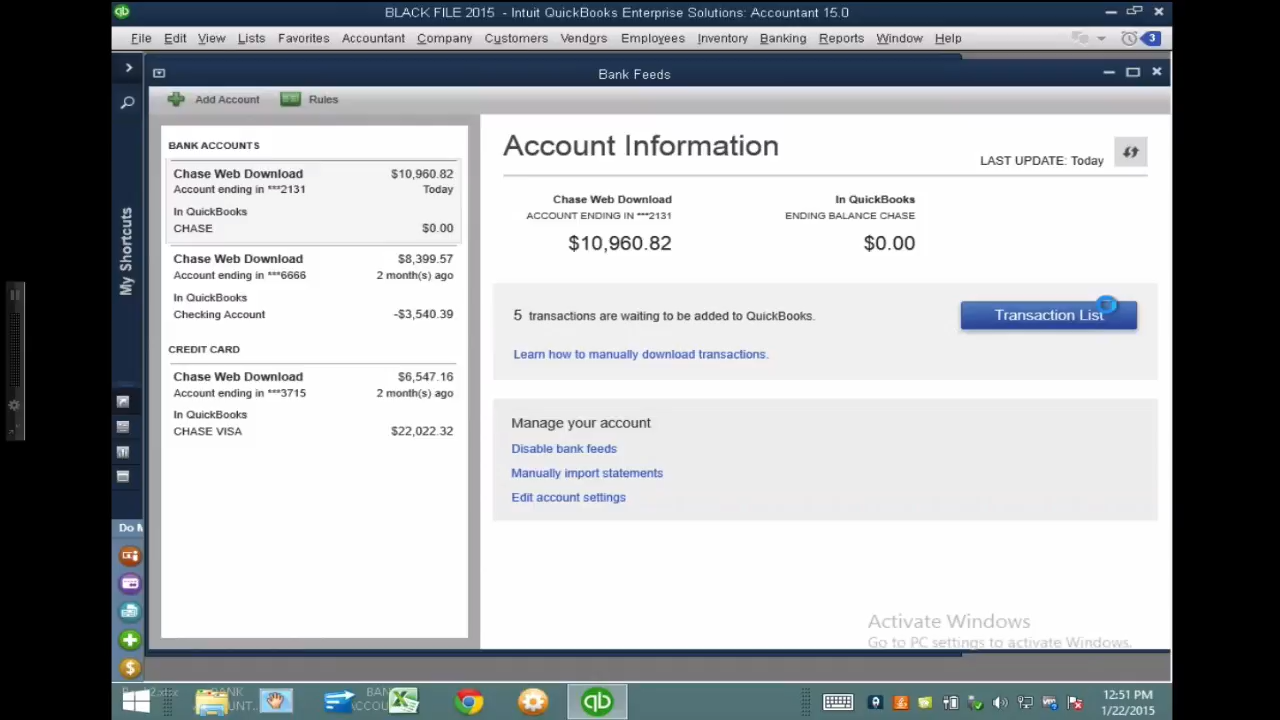 BLACK FILE 2015 - Intuit QuickBooks Enterprise Solutions: Accountant 15.0
File Edit View Lists Favorites Accountant Company Customers Vendors Employees Inventory Banking Reports Window Help 3
Bank Feeds
Add Account Rules
BANK ACCOUNTS
Chase Web Download $10,960.82
Account ending in ***2131 Today
In QuickBooks
CHASE $0.00
Chase Web Download $8,399.57
Account ending in ***6666 2 month(s) ago
In QuickBooks
Checking Account -$3,540.39
CREDIT CARD
Chase Web Download $6,547.16
Account ending in ***3715 2 month(s) ago
In QuickBooks
CHASE VISA $22,022.32
Account Information
LAST UPDATE: Today
Chase Web Download In QuickBooks
ACCOUNT ENDING IN ***2131 ENDING BALANCE CHASE
$10,960.82 $0.00
5 transactions are waiting to be added to QuickBooks.
Transaction List
Learn how to manually download transactions.
Manage your account
Disable bank feeds
Manually import statements
Edit account settings
My Shortcuts
Do M
Activate Windows
Go to PC settings to activate Windows.
qb
12:51 PM
1/22/2015